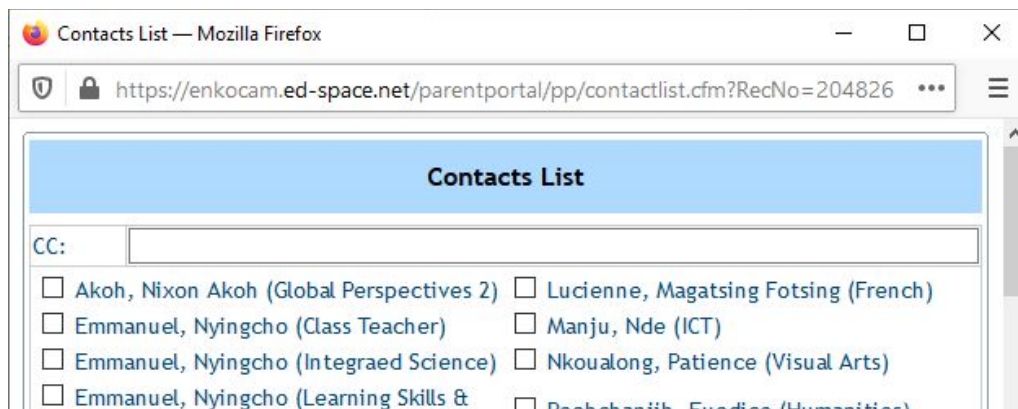 Contacts List — Mozilla Firefox
https://enkocam.ed-space.net/parentportal/pp/contactlist.cfm?RecNo=204826
Contacts List
CC:
Akoh, Nixon Akoh (Global Perspectives 2)
Emmanuel, Nyingcho (Class Teacher)
Emmanuel, Nyingcho (Integraed Science)
Emmanuel, Nyingcho (Learning Skills &
Lucienne, Magatsing Fotsing (French)
Manju, Nde (ICT)
Nkoualong, Patience (Visual Arts)
(Humanities)